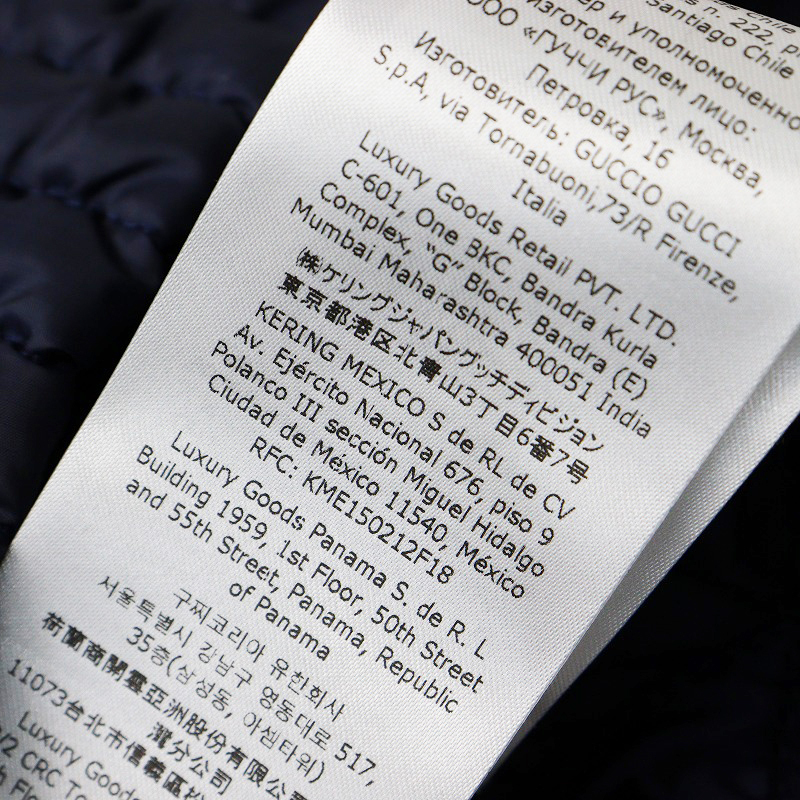 Santiago Chile
ООО «ГУЧЧИ РУС», Москва,
Петровка, 16
Изготовитель: GUCCIO GUCCI
S.p.A, via Tornabuoni,73/R Firenze,
Italia
Luxury Goods Retail PVT. LTD.
C-601, One BKC, Bandra Kurla
Complex, "G" Block, Bandra (E)
Mumbai Maharashtra 400051 India
㈱ケリングジャパングッチディビジョン
東京都港区北青山3丁目6番7号
KERING MEXICO S de RL de CV
Av. Ejército Nacional 676, piso 9
Polanco III sección Miguel Hidalgo
Ciudad de México 11540, México
RFC: KME150212F18
Luxury Goods Panama S. de R. L
Building 1959, 1st Floor, 50th Street
and 55th Street, Panama, Republic
of Panama
구찌코리아 유한회사
서울특별시 강남구 영동대로 517,
35층(삼성동, 아셈타워)
荷蘭商開雲亞洲股份有限公司
灣分公司
11073台北市信義區松
Luxury Goods